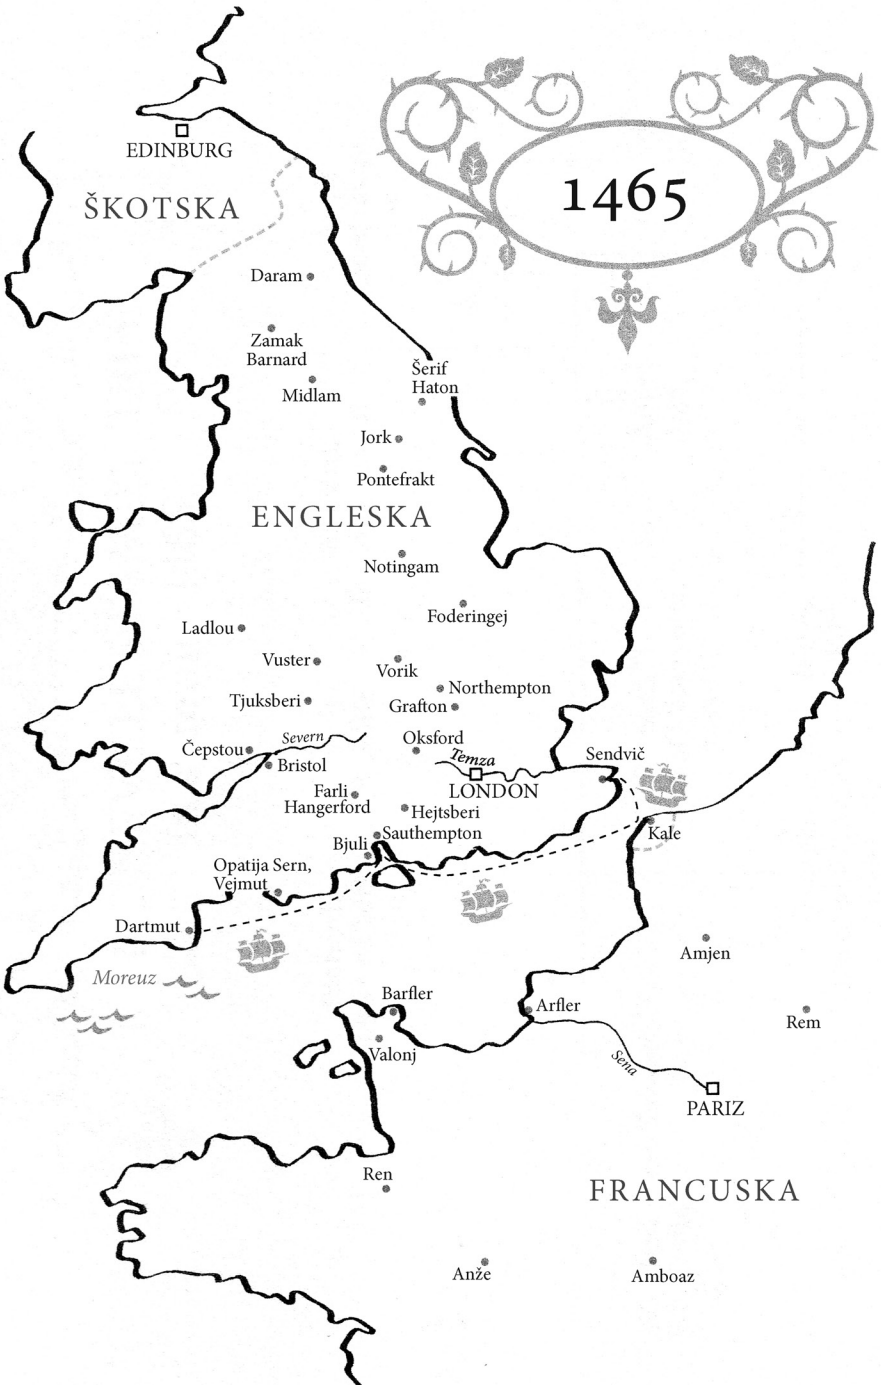 1465
EDINBURG
ŠKOTSKA
Daram
Zamak
Barnard
Midlam
Šerif
Haton
Jork
Pontefrakt
ENGLESKA
Notingam
Foderingej
Ladlou
Vuster
Vorik
Northempton
Tjuksberi
Grafton
Severn
Oksford
Čepstou
Bristol
Temza
Sendvič
LONDON
Farli
Hangerford
Hejtsberi
Sauthempton
Kale
Bjuli
Opatija Sern,
Vejmut
Dartmut
Moreuz
Amjen
Barfler
Arfler
Rem
Valonj
Sena
PARIZ
Ren
FRANCUSKA
Anže
Amboaz